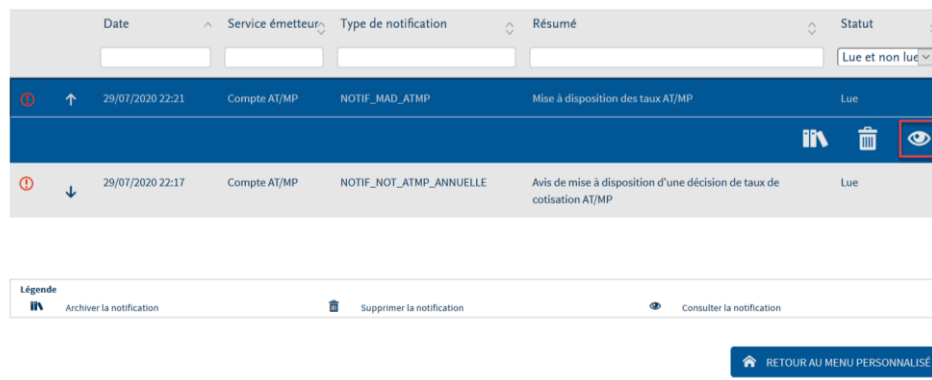 Date Service émetteur Type de notification Résumé Statut
Lue et non lue
29/07/2020 22:21 Compte AT/MP NOTIF_MAD_ATMP Mise à disposition des taux AT/MP Lue
29/07/2020 22:17 Compte AT/MP NOTIF_NOT_ATMP_ANNUELLE Avis de mise à disposition d'une décision de taux de Lue
cotisation AT/MP
Légende
Archiver la notification Supprimer la notification Consulter la notification
RETOUR AU MENU PERSONNALISÉ